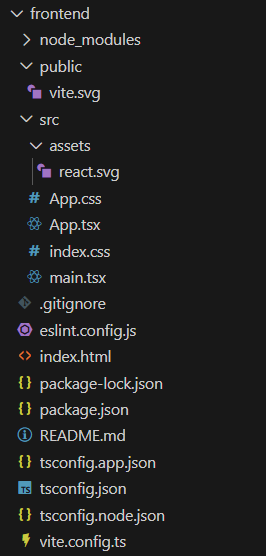 frontend
node_modules
public
vite.svg
src
assets
react.svg
App.css
App.tsx
index.css
main.tsx
.gitignore
eslint.config.js
index.html
package-lock.json
package.json
README.md
tsconfig.app.json
tsconfig.json
tsconfig.node.json
vite.config.ts